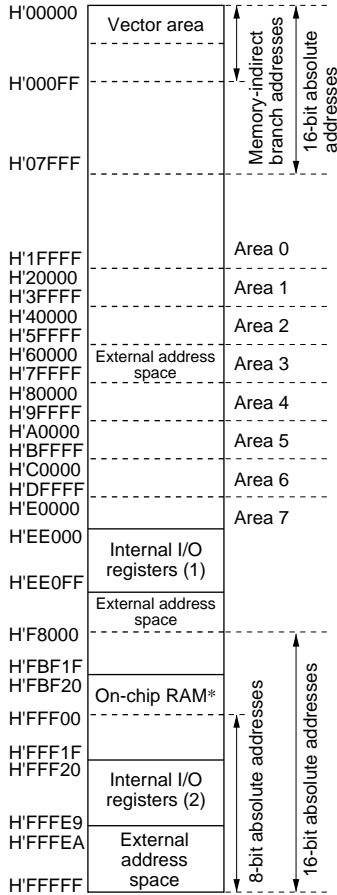 H'00000
Vector area
H'000FF
Memory-indirect
branch addresses
16-bit absolute
addresses
H'07FFF
H'1FFFF
Area 0
H'20000
Area 1
H'3FFFF
H'40000
Area 2
H'5FFFF
H'60000
External address
space
Area 3
H'7FFFF
H'80000
Area 4
H'9FFFF
H'A0000
Area 5
H'BFFFF
H'C0000
Area 6
H'DFFFF
H'E0000
Area 7
H'EE000
Internal I/O
registers (1)
H'EE0FF
External address
space
H'F8000
H'FBF1F
H'FBF20
On-chip RAM*
H'FFF00
H'FFF1F
H'FFF20
Internal I/O
registers (2)
H'FFFE9
H'FFFEA
External
address
space
H'FFFFF
8-bit absolute addresses
16-bit absolute addresses